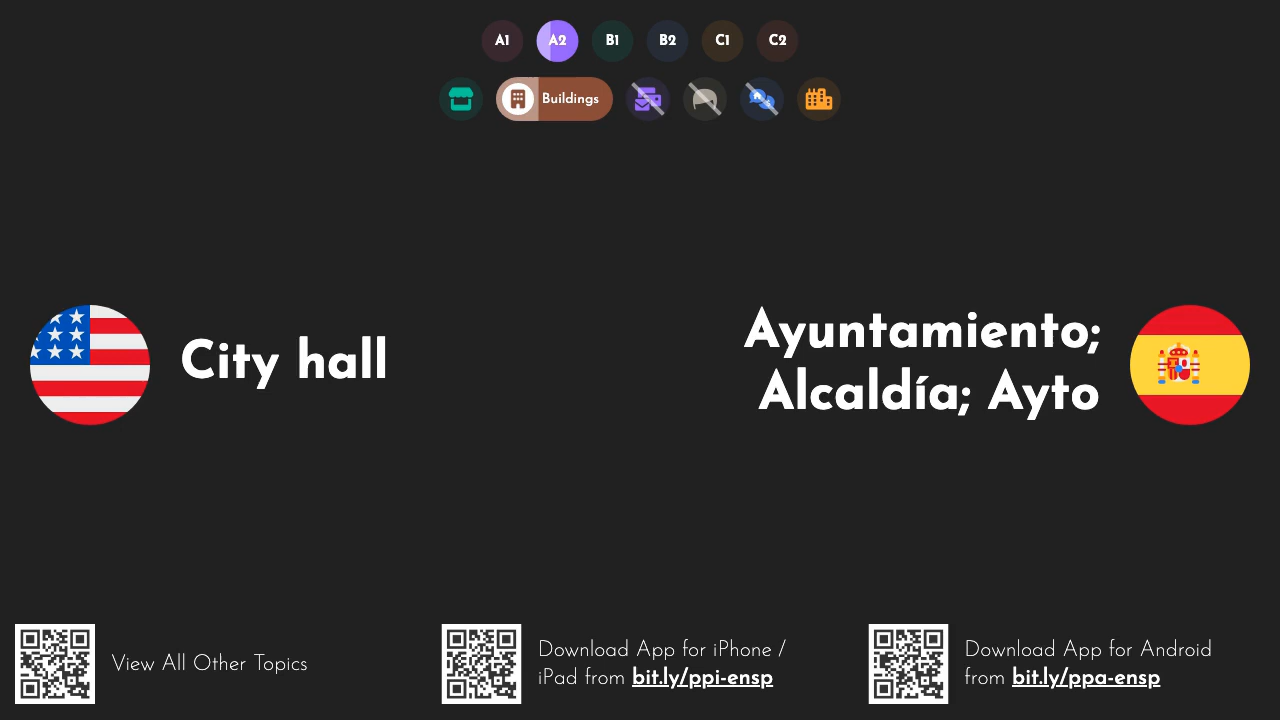 A1 A2 B1 B2 C1 C2
Buildings
City hall
Ayuntamiento;
Alcaldía; Ayto
View All Other Topics
Download App for iPhone /
iPad from bit.ly/ppi-ensp
Download App for Android
from bit.ly/ppa-ensp